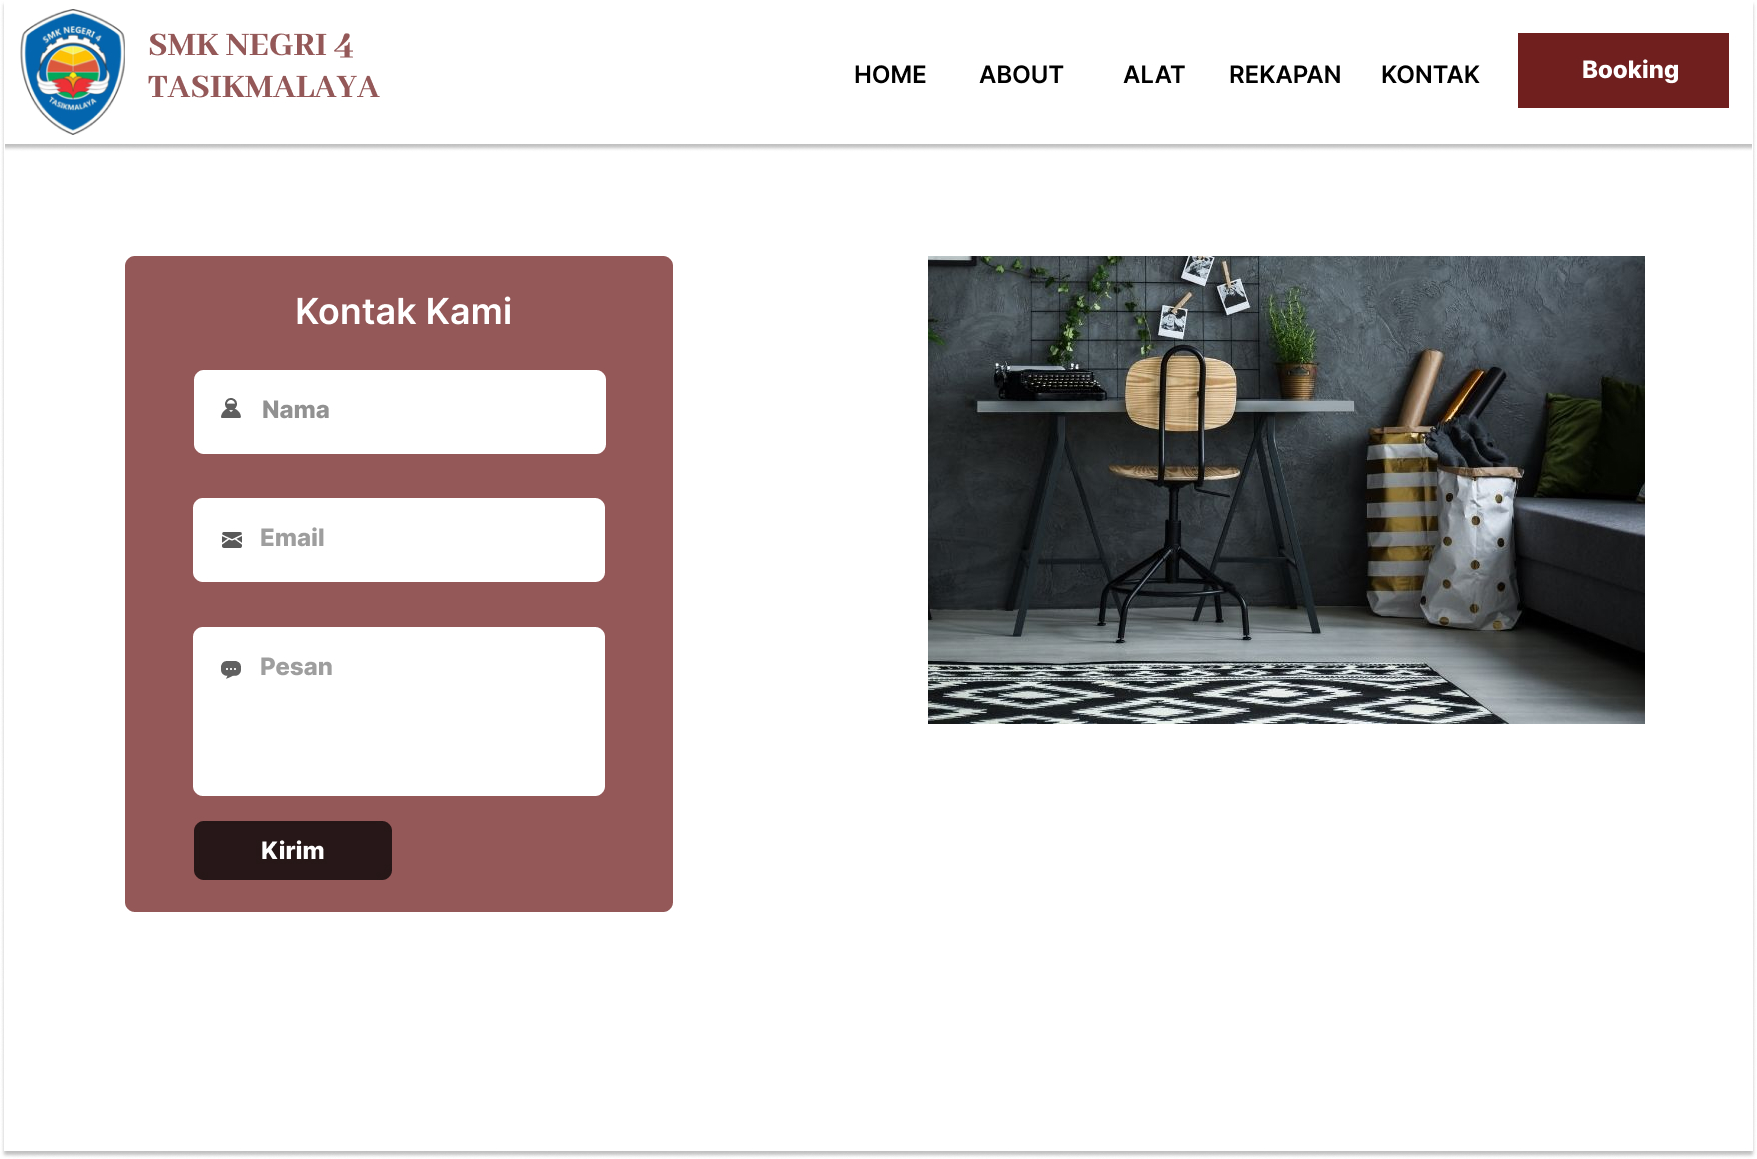 SMK NEGERI 4
TASIKMALAYA
SMK NEGRI 4
TASIKMALAYA
HOME ABOUT ALAT REKAPAN KONTAK Booking
Kontak Kami
Nama
Email
Pesan
Kirim